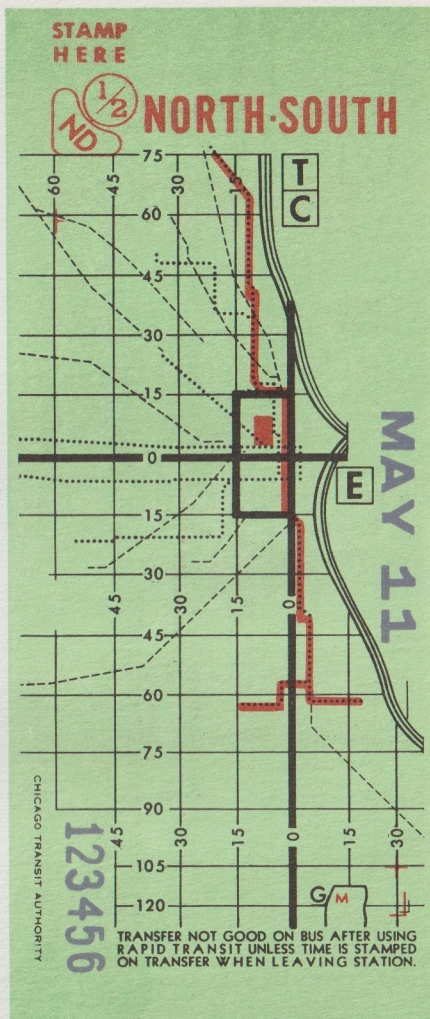 STAMP
HERE
ND 1/2
NORTH·SOUTH
75
T
C
60 45 30 15
60
45
30
15
0
E
MAY 11
15
30
45 15 0
45
60
75
90
45 30 15 0 15 30
105
120
G M
CHICAGO TRANSIT AUTHORITY
123456
TRANSFER NOT GOOD ON BUS AFTER USING
RAPID TRANSIT UNLESS TIME IS STAMPED
ON TRANSFER WHEN LEAVING STATION.